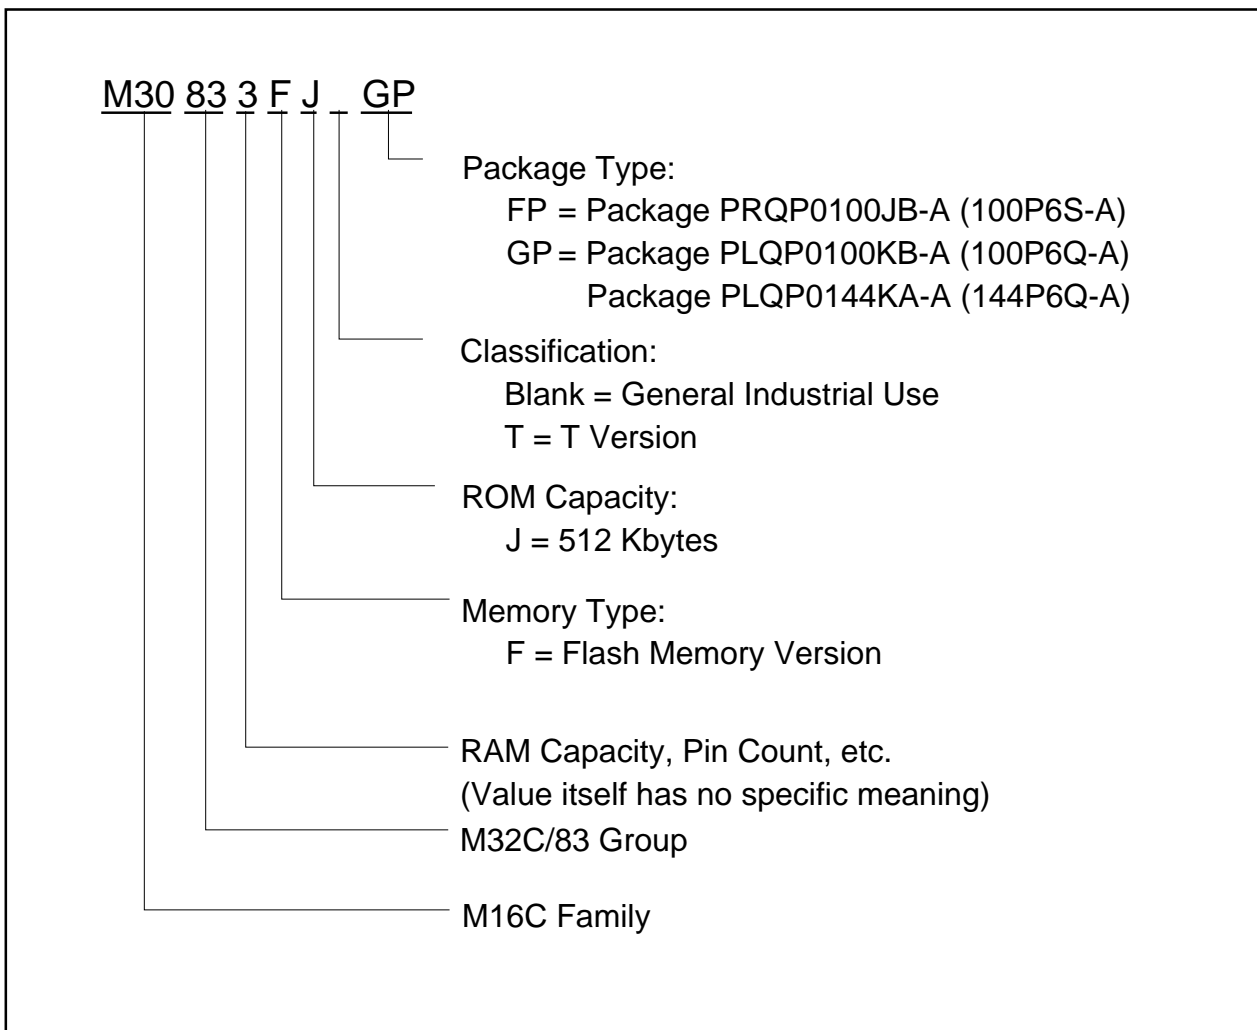 M30 83 3 F J _ GP
Package Type:
FP = Package PRQP0100JB-A (100P6S-A)
GP = Package PLQP0100KB-A (100P6Q-A)
Package PLQP0144KA-A (144P6Q-A)
Classification:
Blank = General Industrial Use
T = T Version
ROM Capacity:
J = 512 Kbytes
Memory Type:
F = Flash Memory Version
RAM Capacity, Pin Count, etc.
(Value itself has no specific meaning)
M32C/83 Group
M16C Family